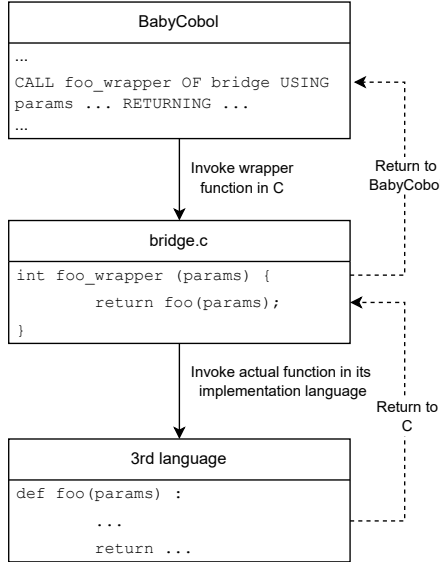 BabyCobol
...
CALL foo_wrapper OF bridge USING
params ... RETURNING ...
...
Invoke wrapper
function in C
Return to
BabyCobo
bridge.c
int foo_wrapper (params) {
return foo(params);
}
Invoke actual function in its
implementation language
Return to
C
3rd language
def foo(params) :
...
return ...